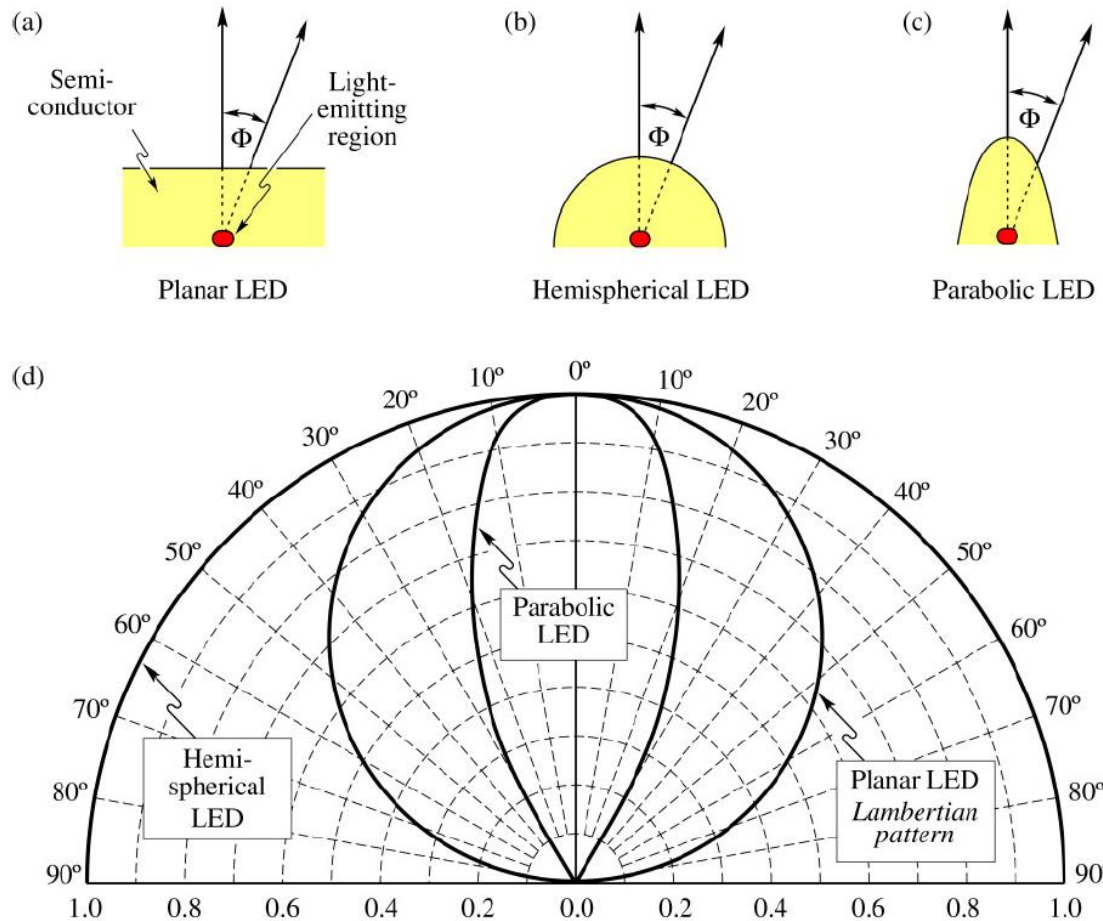 (a)
Semi-
conductor
Φ
Light-
emitting
region
Planar LED
(b)
Φ
Hemispherical LED
(c)
Φ
Parabolic LED
(d)
0º
10º
10º
20º
20º
30º
30º
40º
40º
50º
50º
60º
60º
70º
70º
80º
80º
90º
90º
Parabolic
LED
Hemi-
spherical
LED
Planar LED
Lambertian
pattern
1.0 0.8 0.6 0.4 0.2 0.0 0.2 0.4 0.6 0.8 1.0